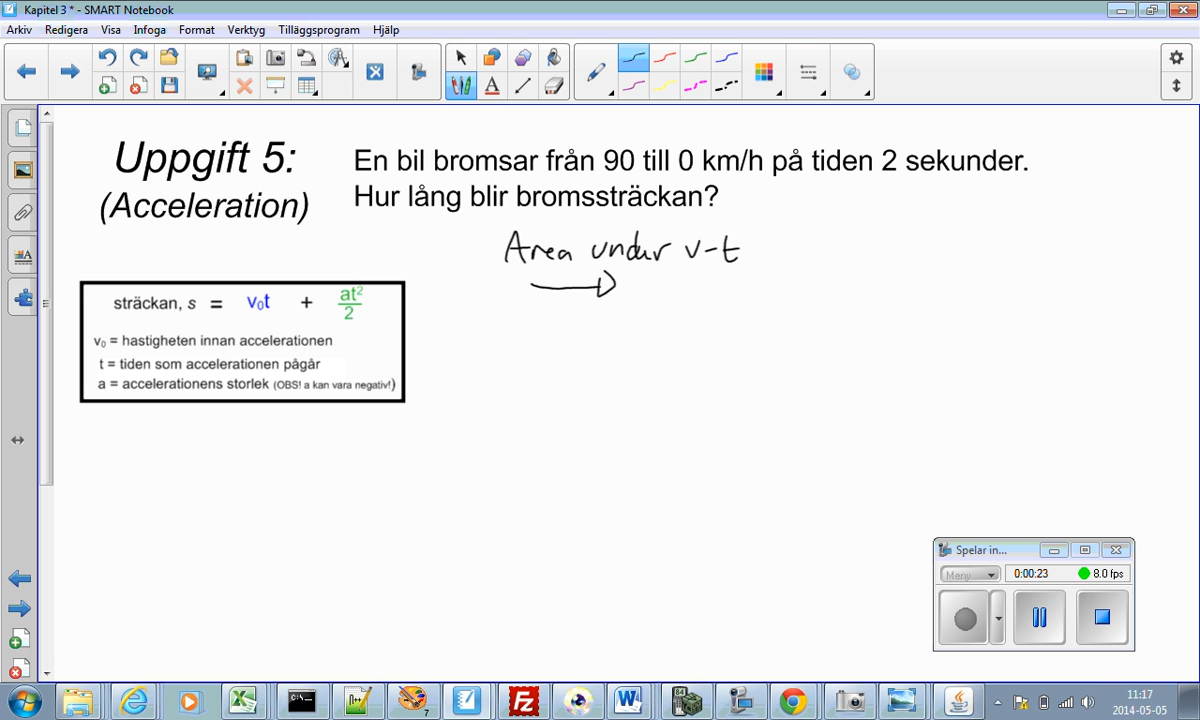 Kapitel 3 * - SMART Notebook
Arkiv Redigera Visa Infoga Format Verktyg Tilläggsprogram Hjälp
Uppgift 5:
(Acceleration)
En bil bromsar från 90 till 0 km/h på tiden 2 sekunder.
Hur lång blir bromssträckan?
Area under v-t
sträckan, s = v₀t + at²/2
v₀ = hastigheten innan accelerationen
t = tiden som accelerationen pågår
a = accelerationens storlek (OBS! a kan vara negativ!)
Spelar in...
Meny 0:00:23 8.0 fps
11:17
2014-05-05